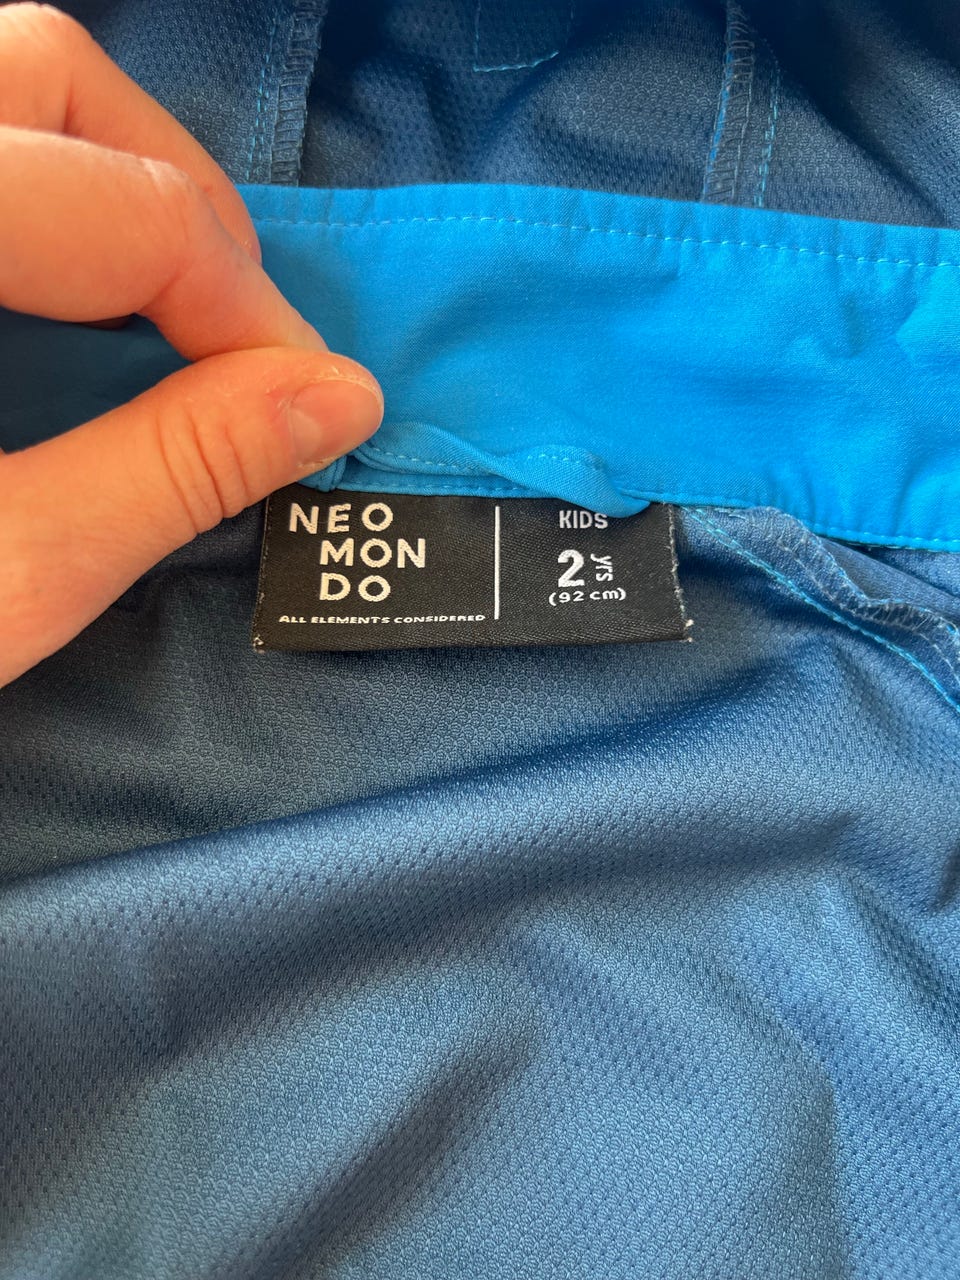 NEO
MON
DO
ALL ELEMENTS CONSIDERED
KIDS
2 yrs
(92 cm)